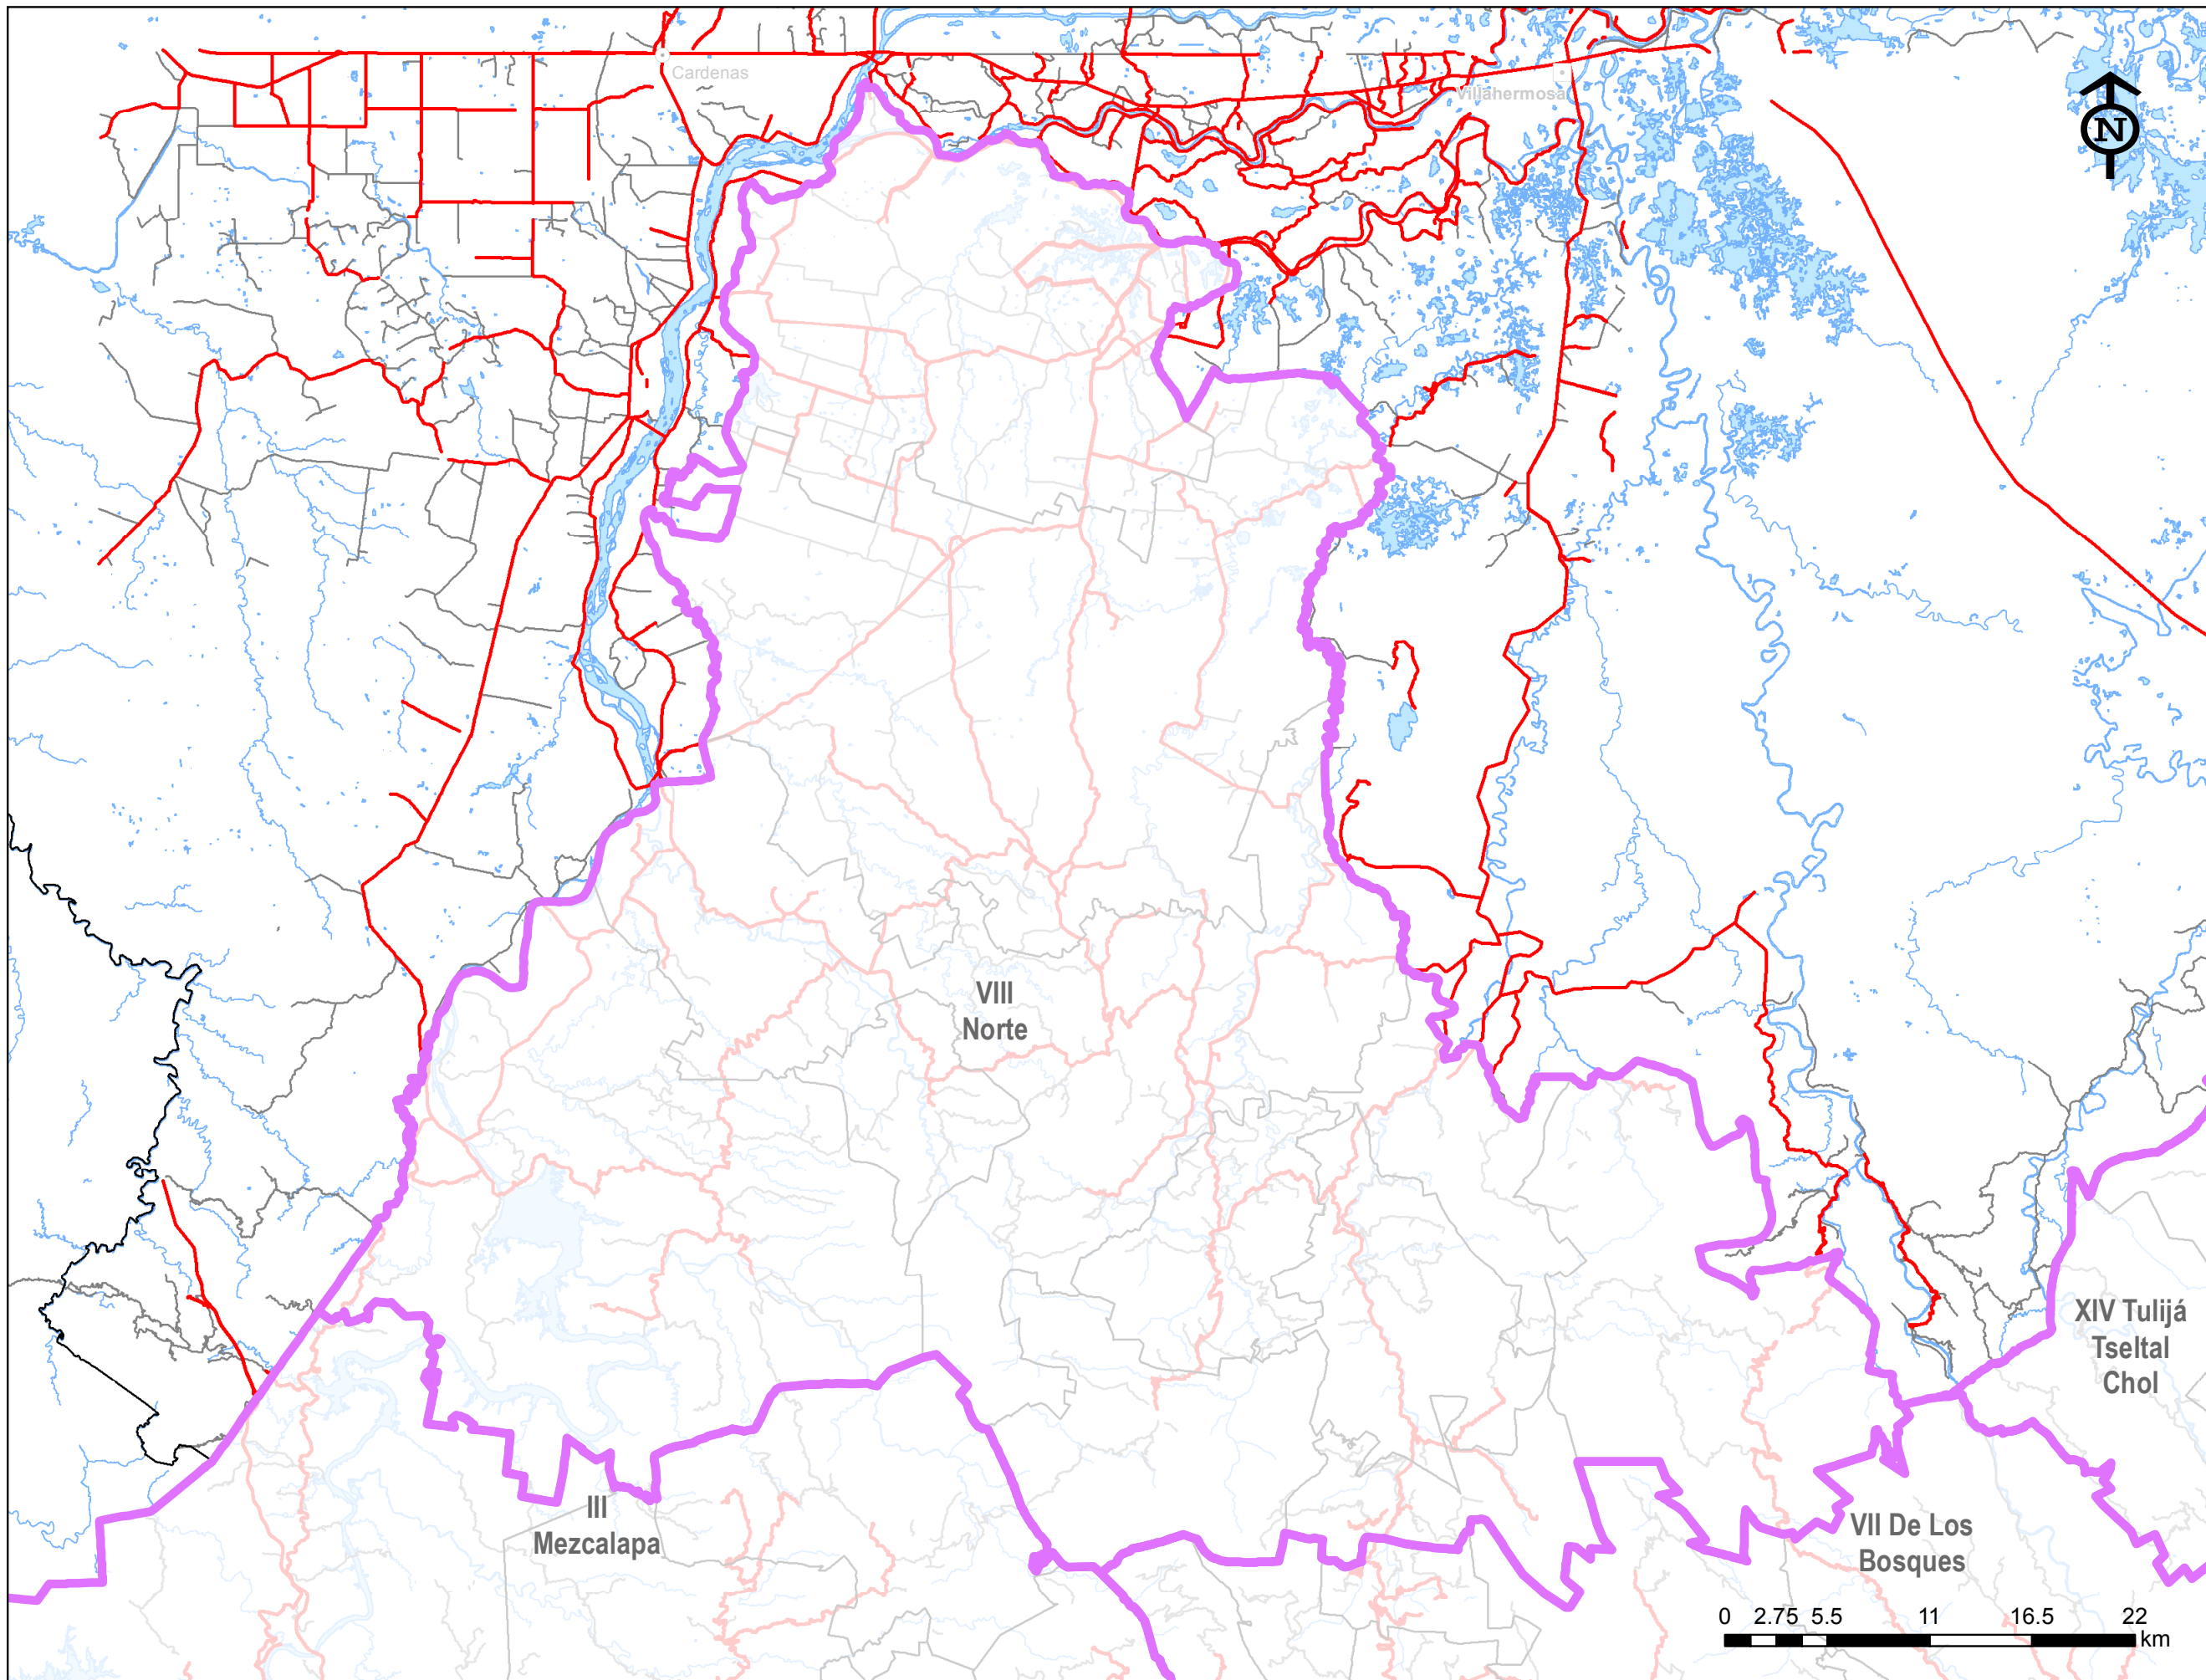 Cardenas
Villahermosa
N
VIII
Norte
XIV Tulijá
Tseltal
Chol
III
Mezcalapa
VII De Los
Bosques
0 2.75 5.5 11 16.5 22
km